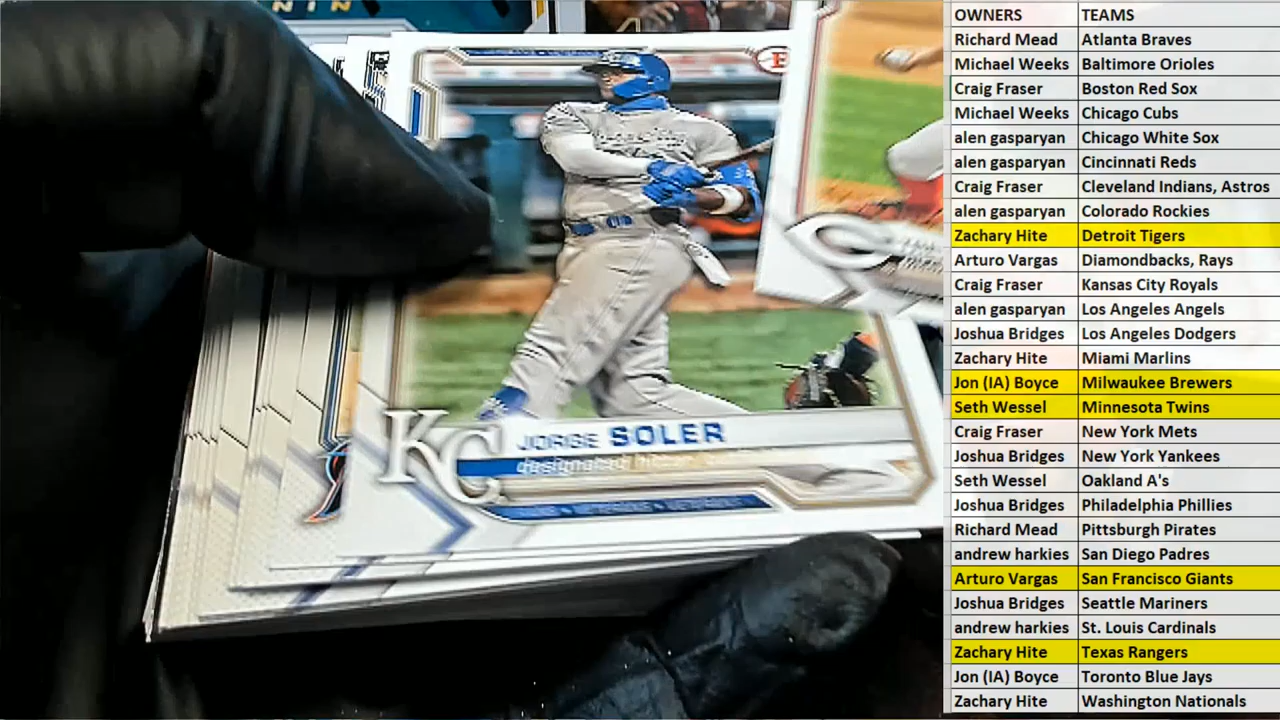 NIN
KC
JORGE SOLER
designated hitter
VETERANS • VETERANS
OWNERS TEAMS
Richard Mead Atlanta Braves
Michael Weeks Baltimore Orioles
Craig Fraser Boston Red Sox
Michael Weeks Chicago Cubs
alen gasparyan Chicago White Sox
alen gasparyan Cincinnati Reds
Craig Fraser Cleveland Indians, Astros
alen gasparyan Colorado Rockies
Zachary Hite Detroit Tigers
Arturo Vargas Diamondbacks, Rays
Craig Fraser Kansas City Royals
alen gasparyan Los Angeles Angels
Joshua Bridges Los Angeles Dodgers
Zachary Hite Miami Marlins
Jon (IA) Boyce Milwaukee Brewers
Seth Wessel Minnesota Twins
Craig Fraser New York Mets
Joshua Bridges New York Yankees
Seth Wessel Oakland A's
Joshua Bridges Philadelphia Phillies
Richard Mead Pittsburgh Pirates
andrew harkies San Diego Padres
Arturo Vargas San Francisco Giants
Joshua Bridges Seattle Mariners
andrew harkies St. Louis Cardinals
Zachary Hite Texas Rangers
Jon (IA) Boyce Toronto Blue Jays
Zachary Hite Washington Nationals